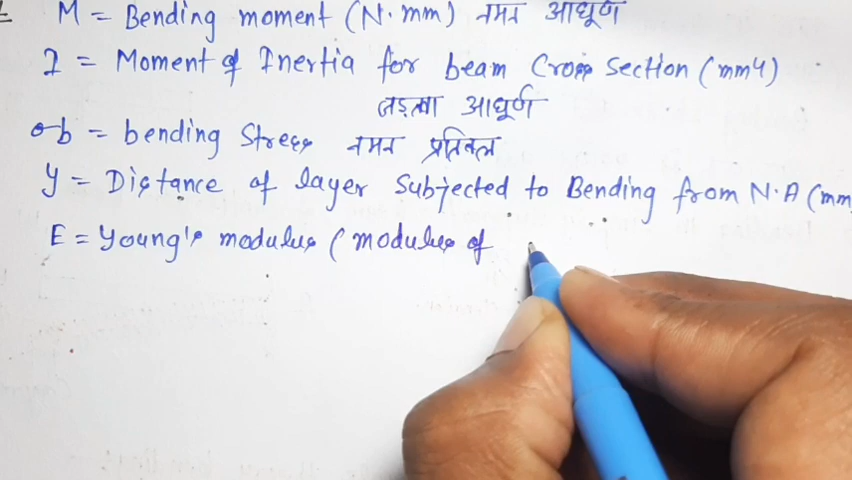 M = Bending moment (N·mm) नमन आघूर्ण
I = Moment of Inertia for beam Cross section (mm4)
जड़त्वा आघूर्ण
σb = bending Stress नमन प्रतिबल
y = Distance of layer Subjected to Bending from N.A (mm
E = Young's modulus (modulus of